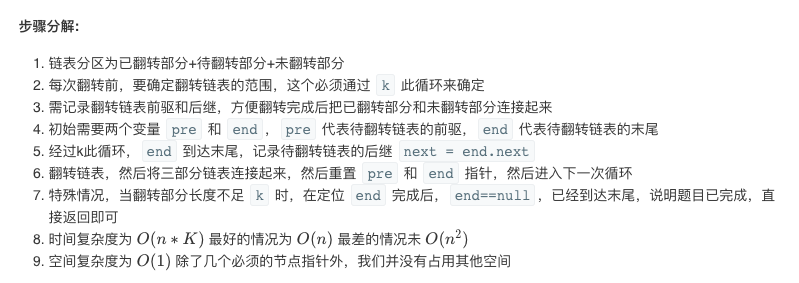 步骤分解:
1. 链表分区为已翻转部分+待翻转部分+未翻转部分
2. 每次翻转前，要确定翻转链表的范围，这个必须通过 k 此循环来确定
3. 需记录翻转链表前驱和后继，方便翻转完成后把已翻转部分和未翻转部分连接起来
4. 初始需要两个变量 pre 和 end ，pre 代表待翻转链表的前驱，end 代表待翻转链表的末尾
5. 经过k此循环，end 到达末尾，记录待翻转链表的后继 next = end.next
6. 翻转链表，然后将三部分链表连接起来，然后重置 pre 和 end 指针，然后进入下一次循环
7. 特殊情况，当翻转部分长度不足 k 时，在定位 end 完成后，end==null ，已经到达末尾，说明题目已完成，直
接返回即可
8. 时间复杂度为 O(n * K) 最好的情况为 O(n) 最差的情况未 O(n²)
9. 空间复杂度为 O(1) 除了几个必须的节点指针外，我们并没有占用其他空间